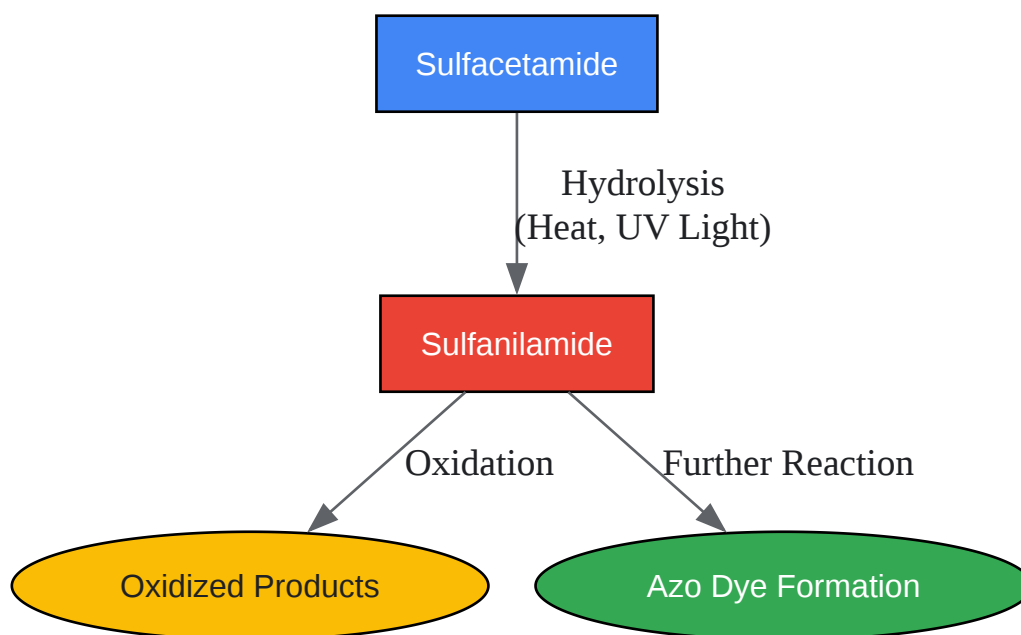 Sulfacetamide
Hydrolysis
(Heat, UV Light)
Sulfanilamide
Oxidation
Further Reaction
Oxidized Products
Azo Dye Formation